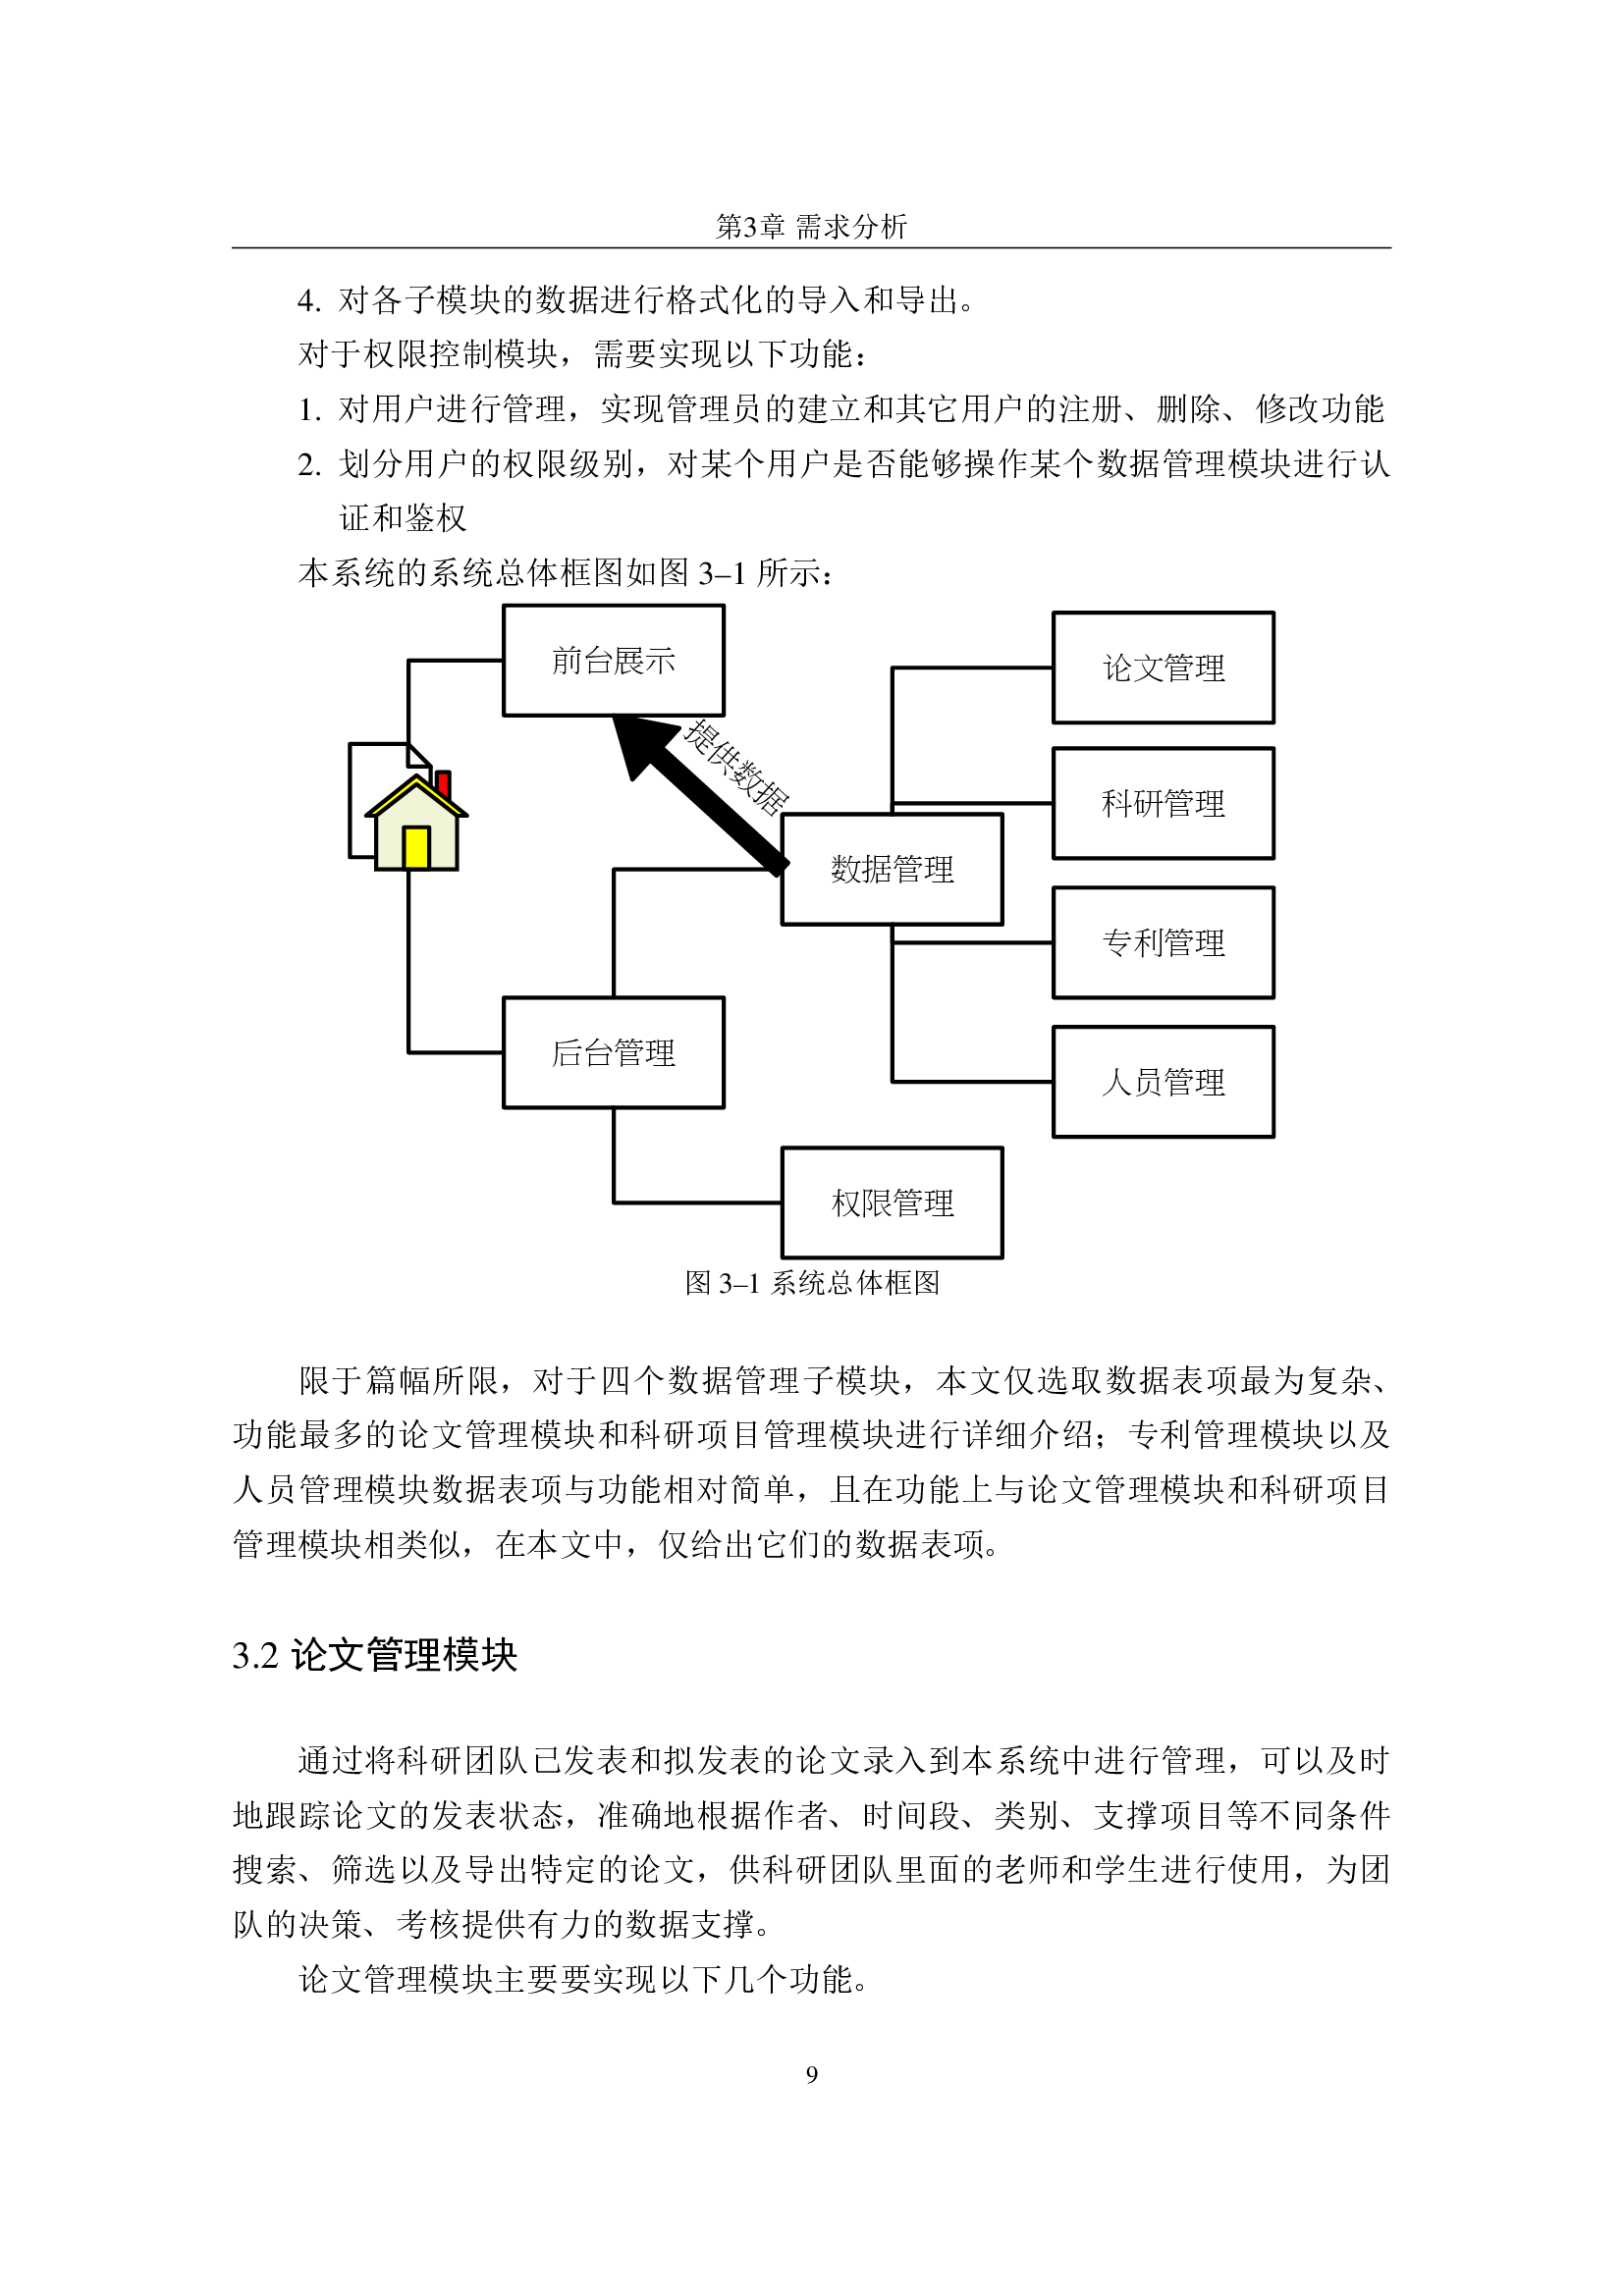 第3章 需求分析
4. 对各子模块的数据进行格式化的导入和导出。
对于权限控制模块，需要实现以下功能：
1. 对用户进行管理，实现管理员的建立和其它用户的注册、删除、修改功能
2. 划分用户的权限级别，对某个用户是否能够操作某个数据管理模块进行认
证和鉴权
本系统的系统总体框图如图 3–1 所示：
前台展示
论文管理
提供数据
科研管理
数据管理
专利管理
后台管理
人员管理
权限管理
图 3–1 系统总体框图
限于篇幅所限，对于四个数据管理子模块，本文仅选取数据表项最为复杂、
功能最多的论文管理模块和科研项目管理模块进行详细介绍；专利管理模块以及
人员管理模块数据表项与功能相对简单，且在功能上与论文管理模块和科研项目
管理模块相类似，在本文中，仅给出它们的数据表项。
3.2 论文管理模块
通过将科研团队已发表和拟发表的论文录入到本系统中进行管理，可以及时
地跟踪论文的发表状态，准确地根据作者、时间段、类别、支撑项目等不同条件
搜索、筛选以及导出特定的论文，供科研团队里面的老师和学生进行使用，为团
队的决策、考核提供有力的数据支撑。
论文管理模块主要要实现以下几个功能。
9